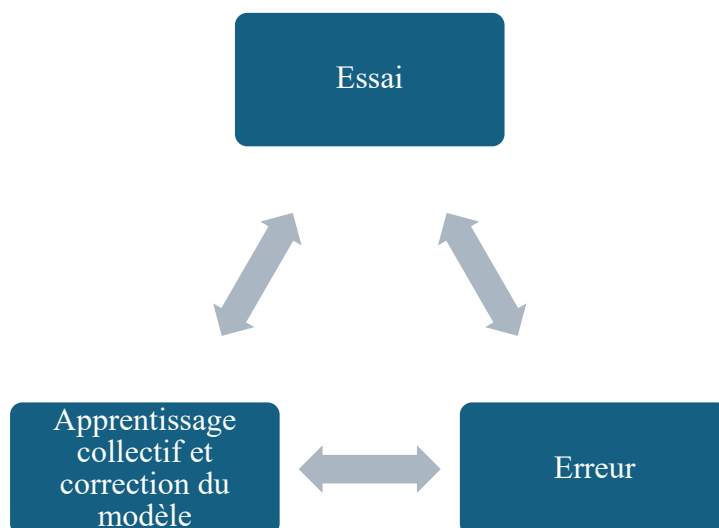 Essai
Apprentissage
collectif et
correction du
modèle
Erreur